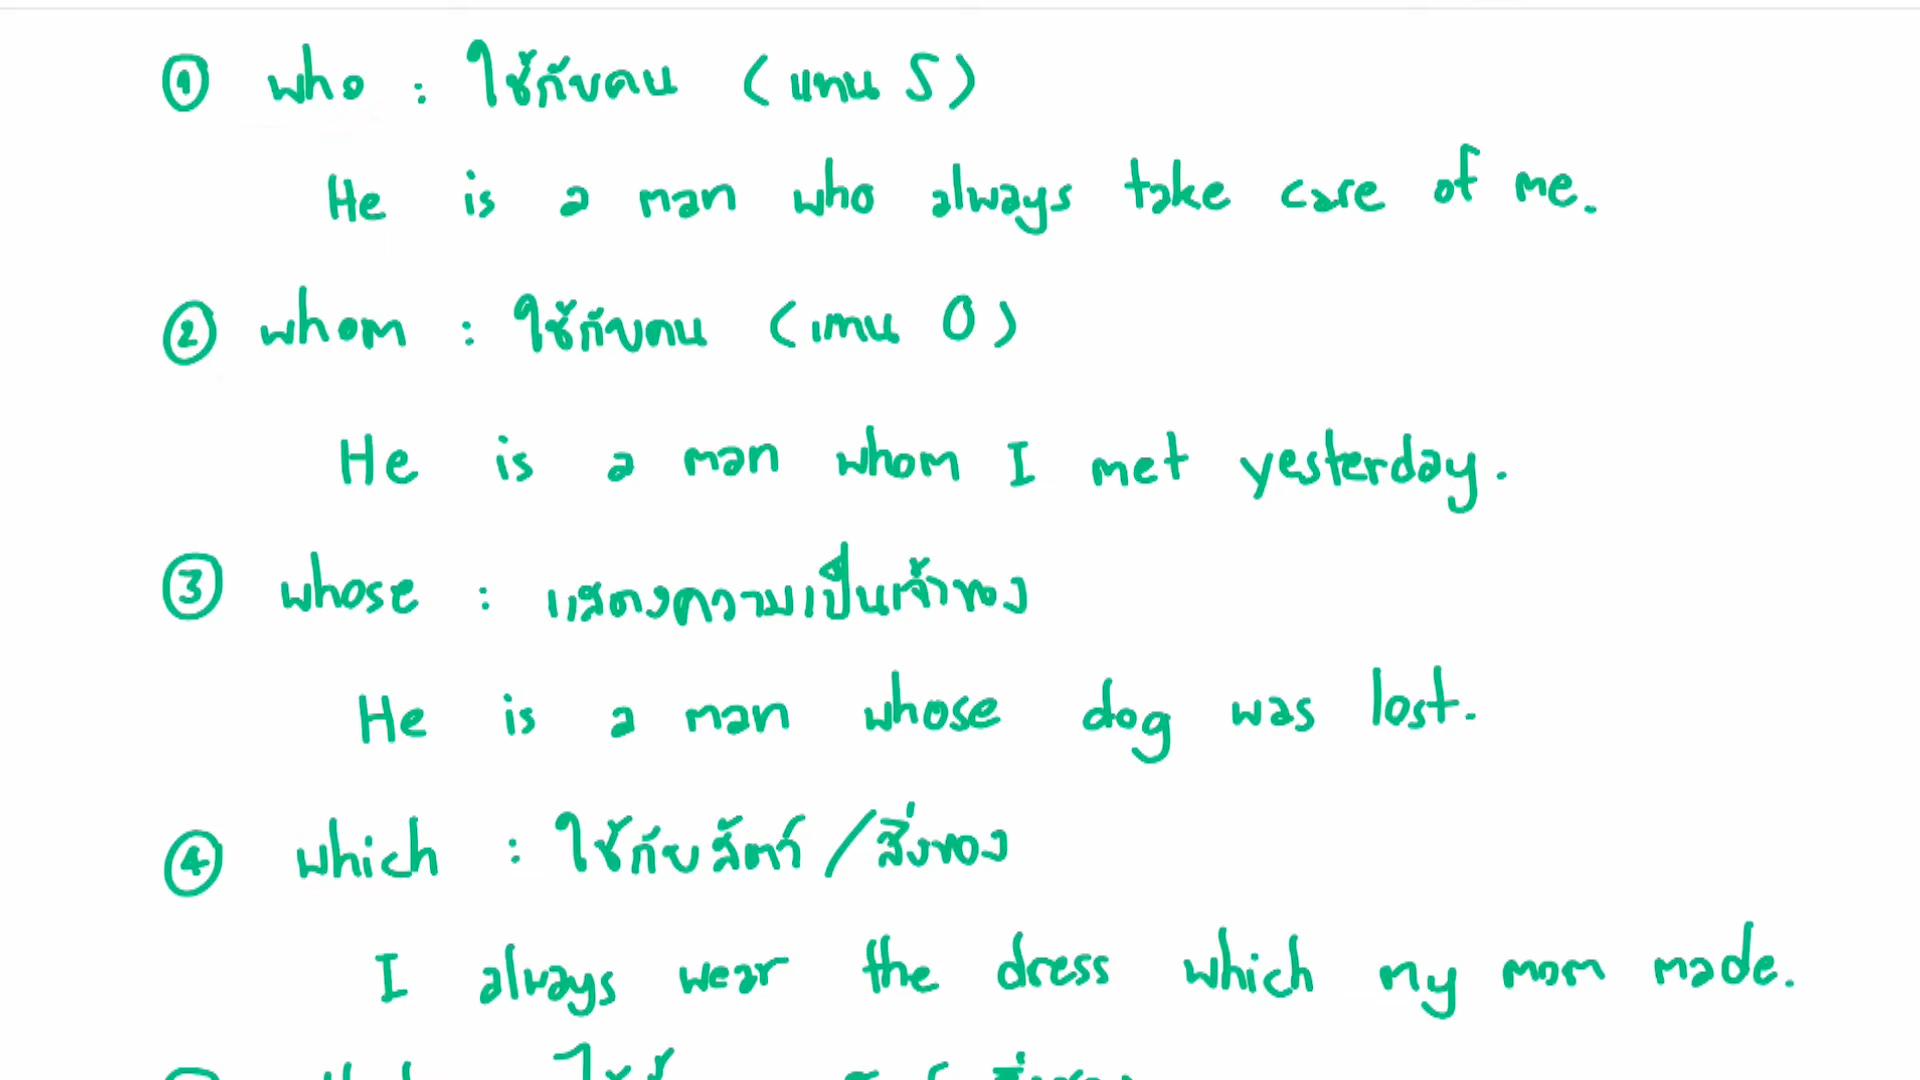 ① who : ใช้กับคน (แทน S)
He is a man who always take care of me.
② whom : ใช้กับคน (แทน O)
He is a man whom I met yesterday.
③ whose : แสดงความเป็นเจ้าของ
He is a man whose dog was lost.
④ which : ใช้กับสัตว์ / สิ่งของ
I always wear the dress which my mom made.